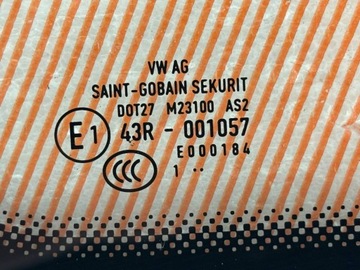 VW AG
SAINT-GOBAIN SEKURIT
DOT27 M23100 AS2
E1 43R - 001057
E000184
CCC 1 ··